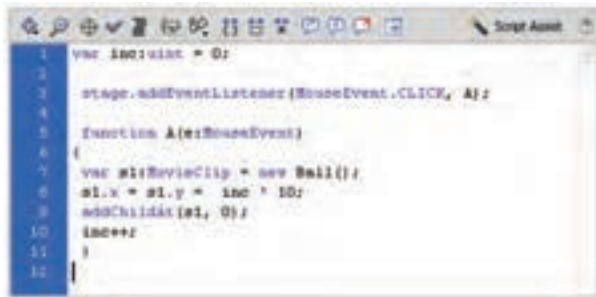 Script Assist
1 var inc:uint = 0;
2
3 stage.addEventListener(MouseEvent.CLICK, A);
4
5 function A(e:MouseEvent)
6 {
7 var s1:MovieClip = new Ball();
8 s1.x = s1.y = inc * 10;
9 addChildAt(s1, 0);
10 inc++;
11 }
12